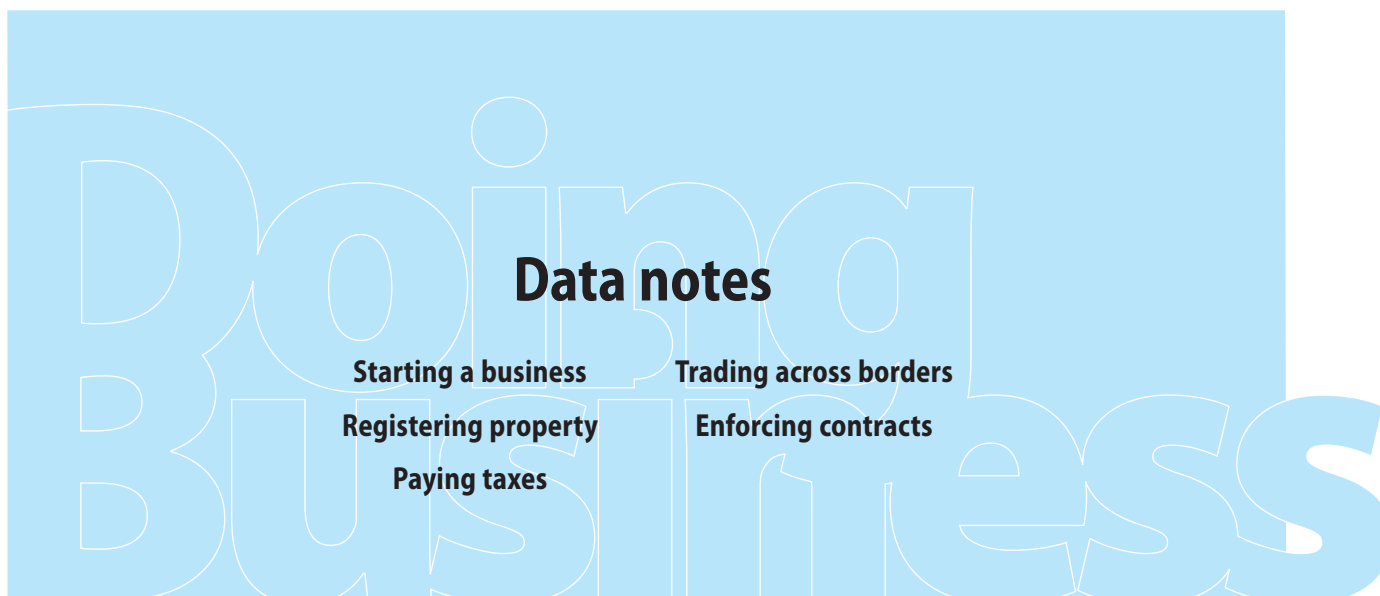 Doing
Business
Data notes
Starting a business
Registering property
Paying taxes
Trading across borders
Enforcing contracts